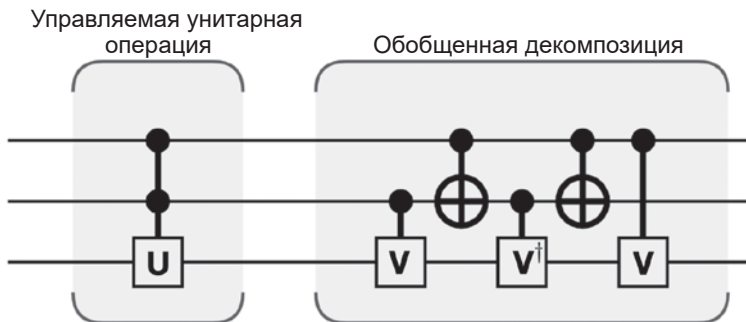 Управляемая унитарная
операция
Обобщенная декомпозиция
U
V
V†
V